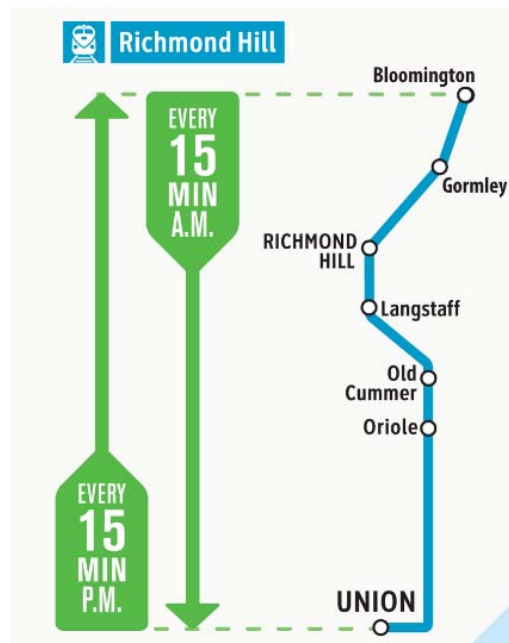 Richmond Hill
Bloomington
EVERY
15
MIN
A.M.
Gormley
RICHMOND
HILL
Langstaff
Old
Cummer
Oriole
EVERY
15
MIN
P.M.
UNION